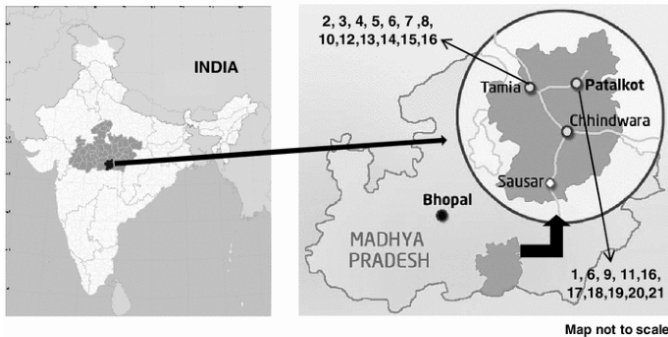 INDIA
2, 3, 4, 5, 6, 7 ,8,
10,12,13,14,15,16
Tamia
Patalkot
Chhindwara
Sausar
Bhopal
MADHYA
PRADESH
1, 6, 9, 11,16,
17,18,19,20,21
Map not to scale